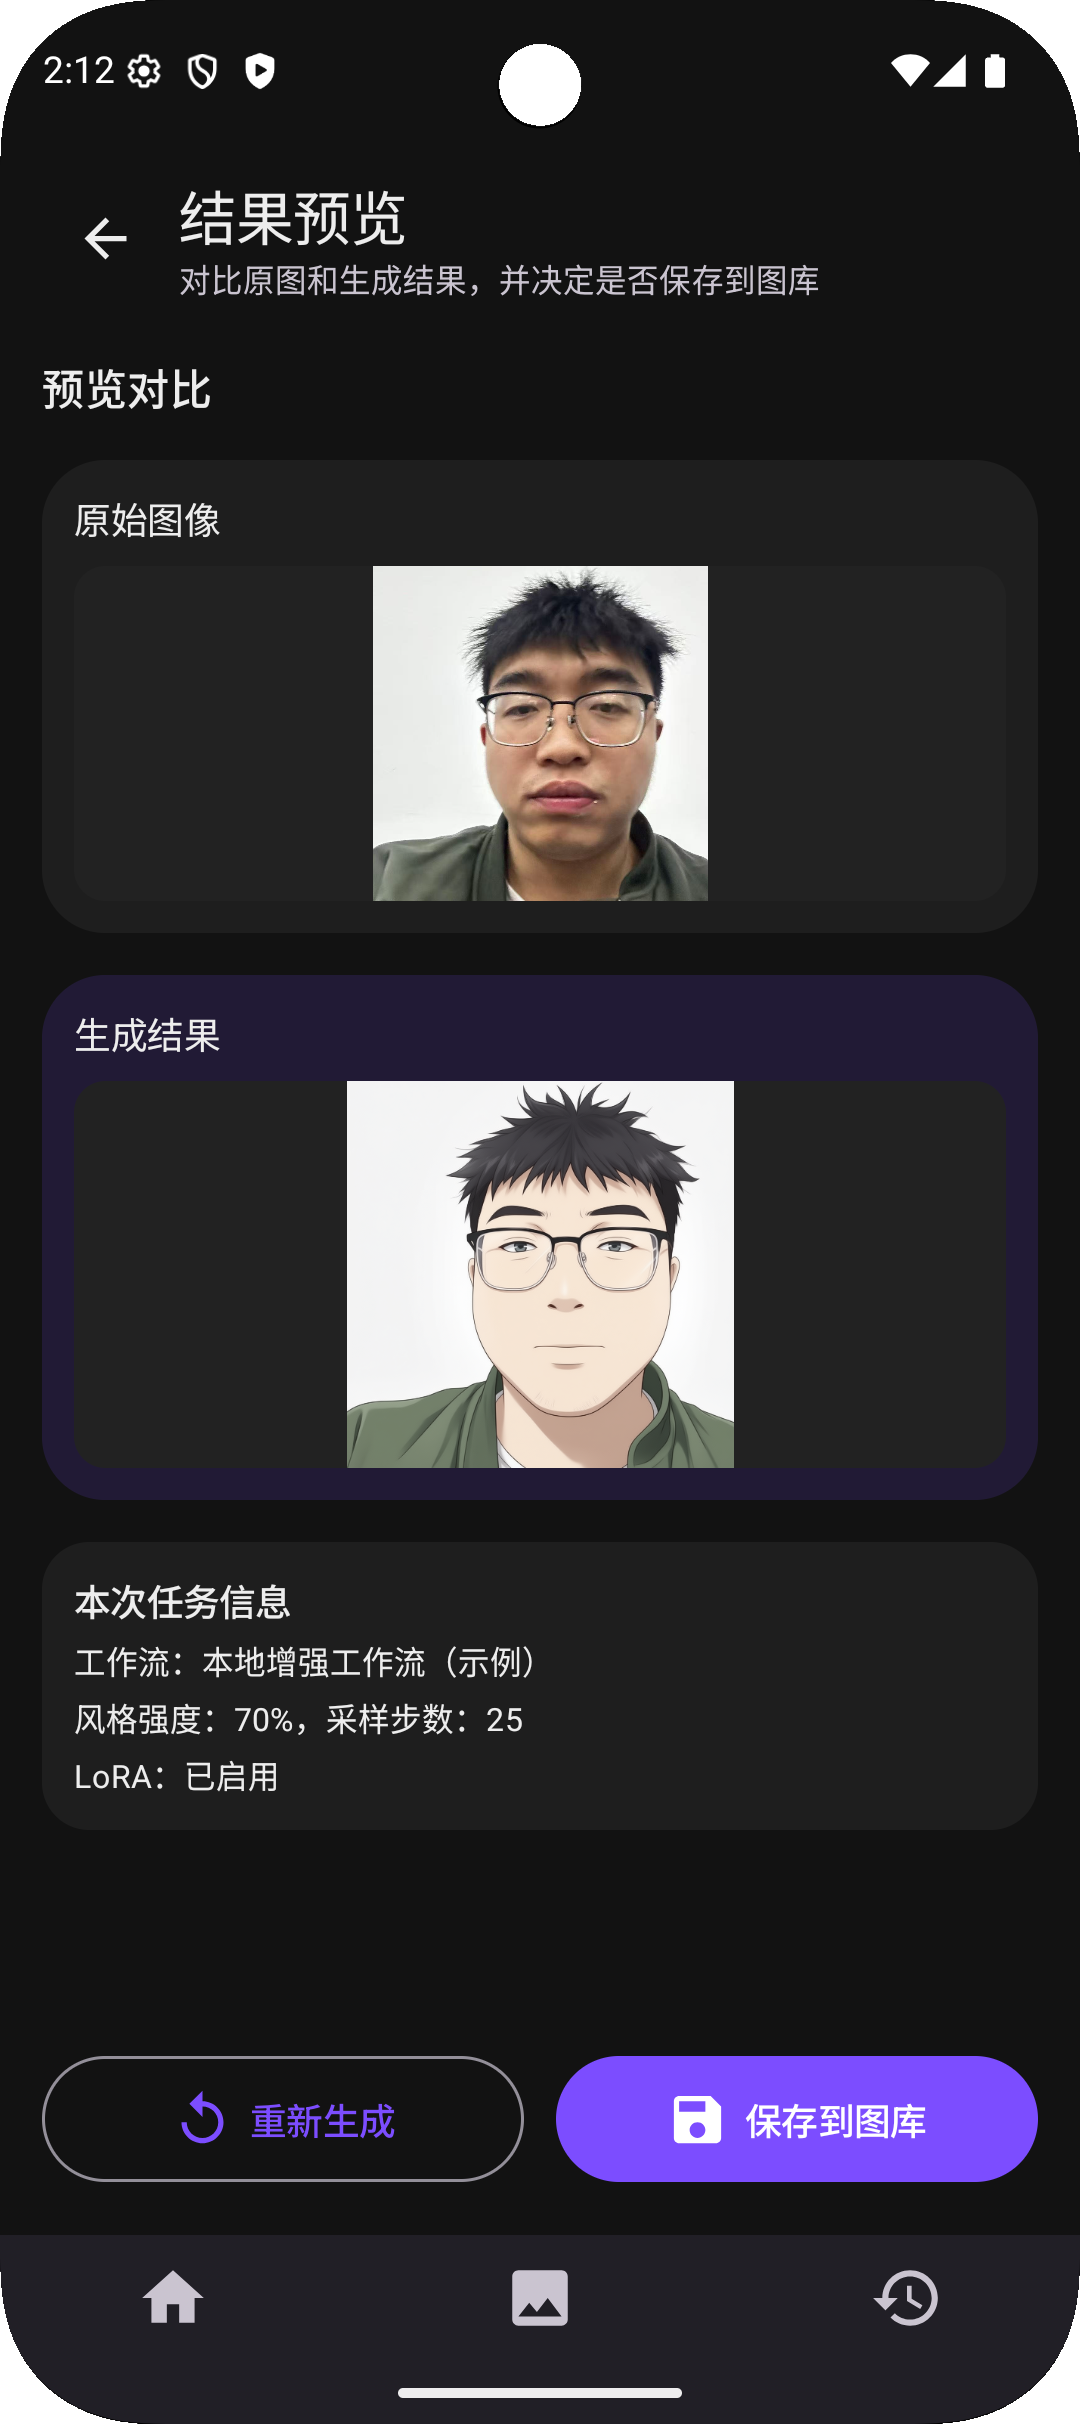 2:12
结果预览
对比原图和生成结果，并决定是否保存到图库
预览对比
原始图像
生成结果
本次任务信息
工作流：本地增强工作流（示例）
风格强度：70%，采样步数：25
LoRA：已启用
重新生成
保存到图库